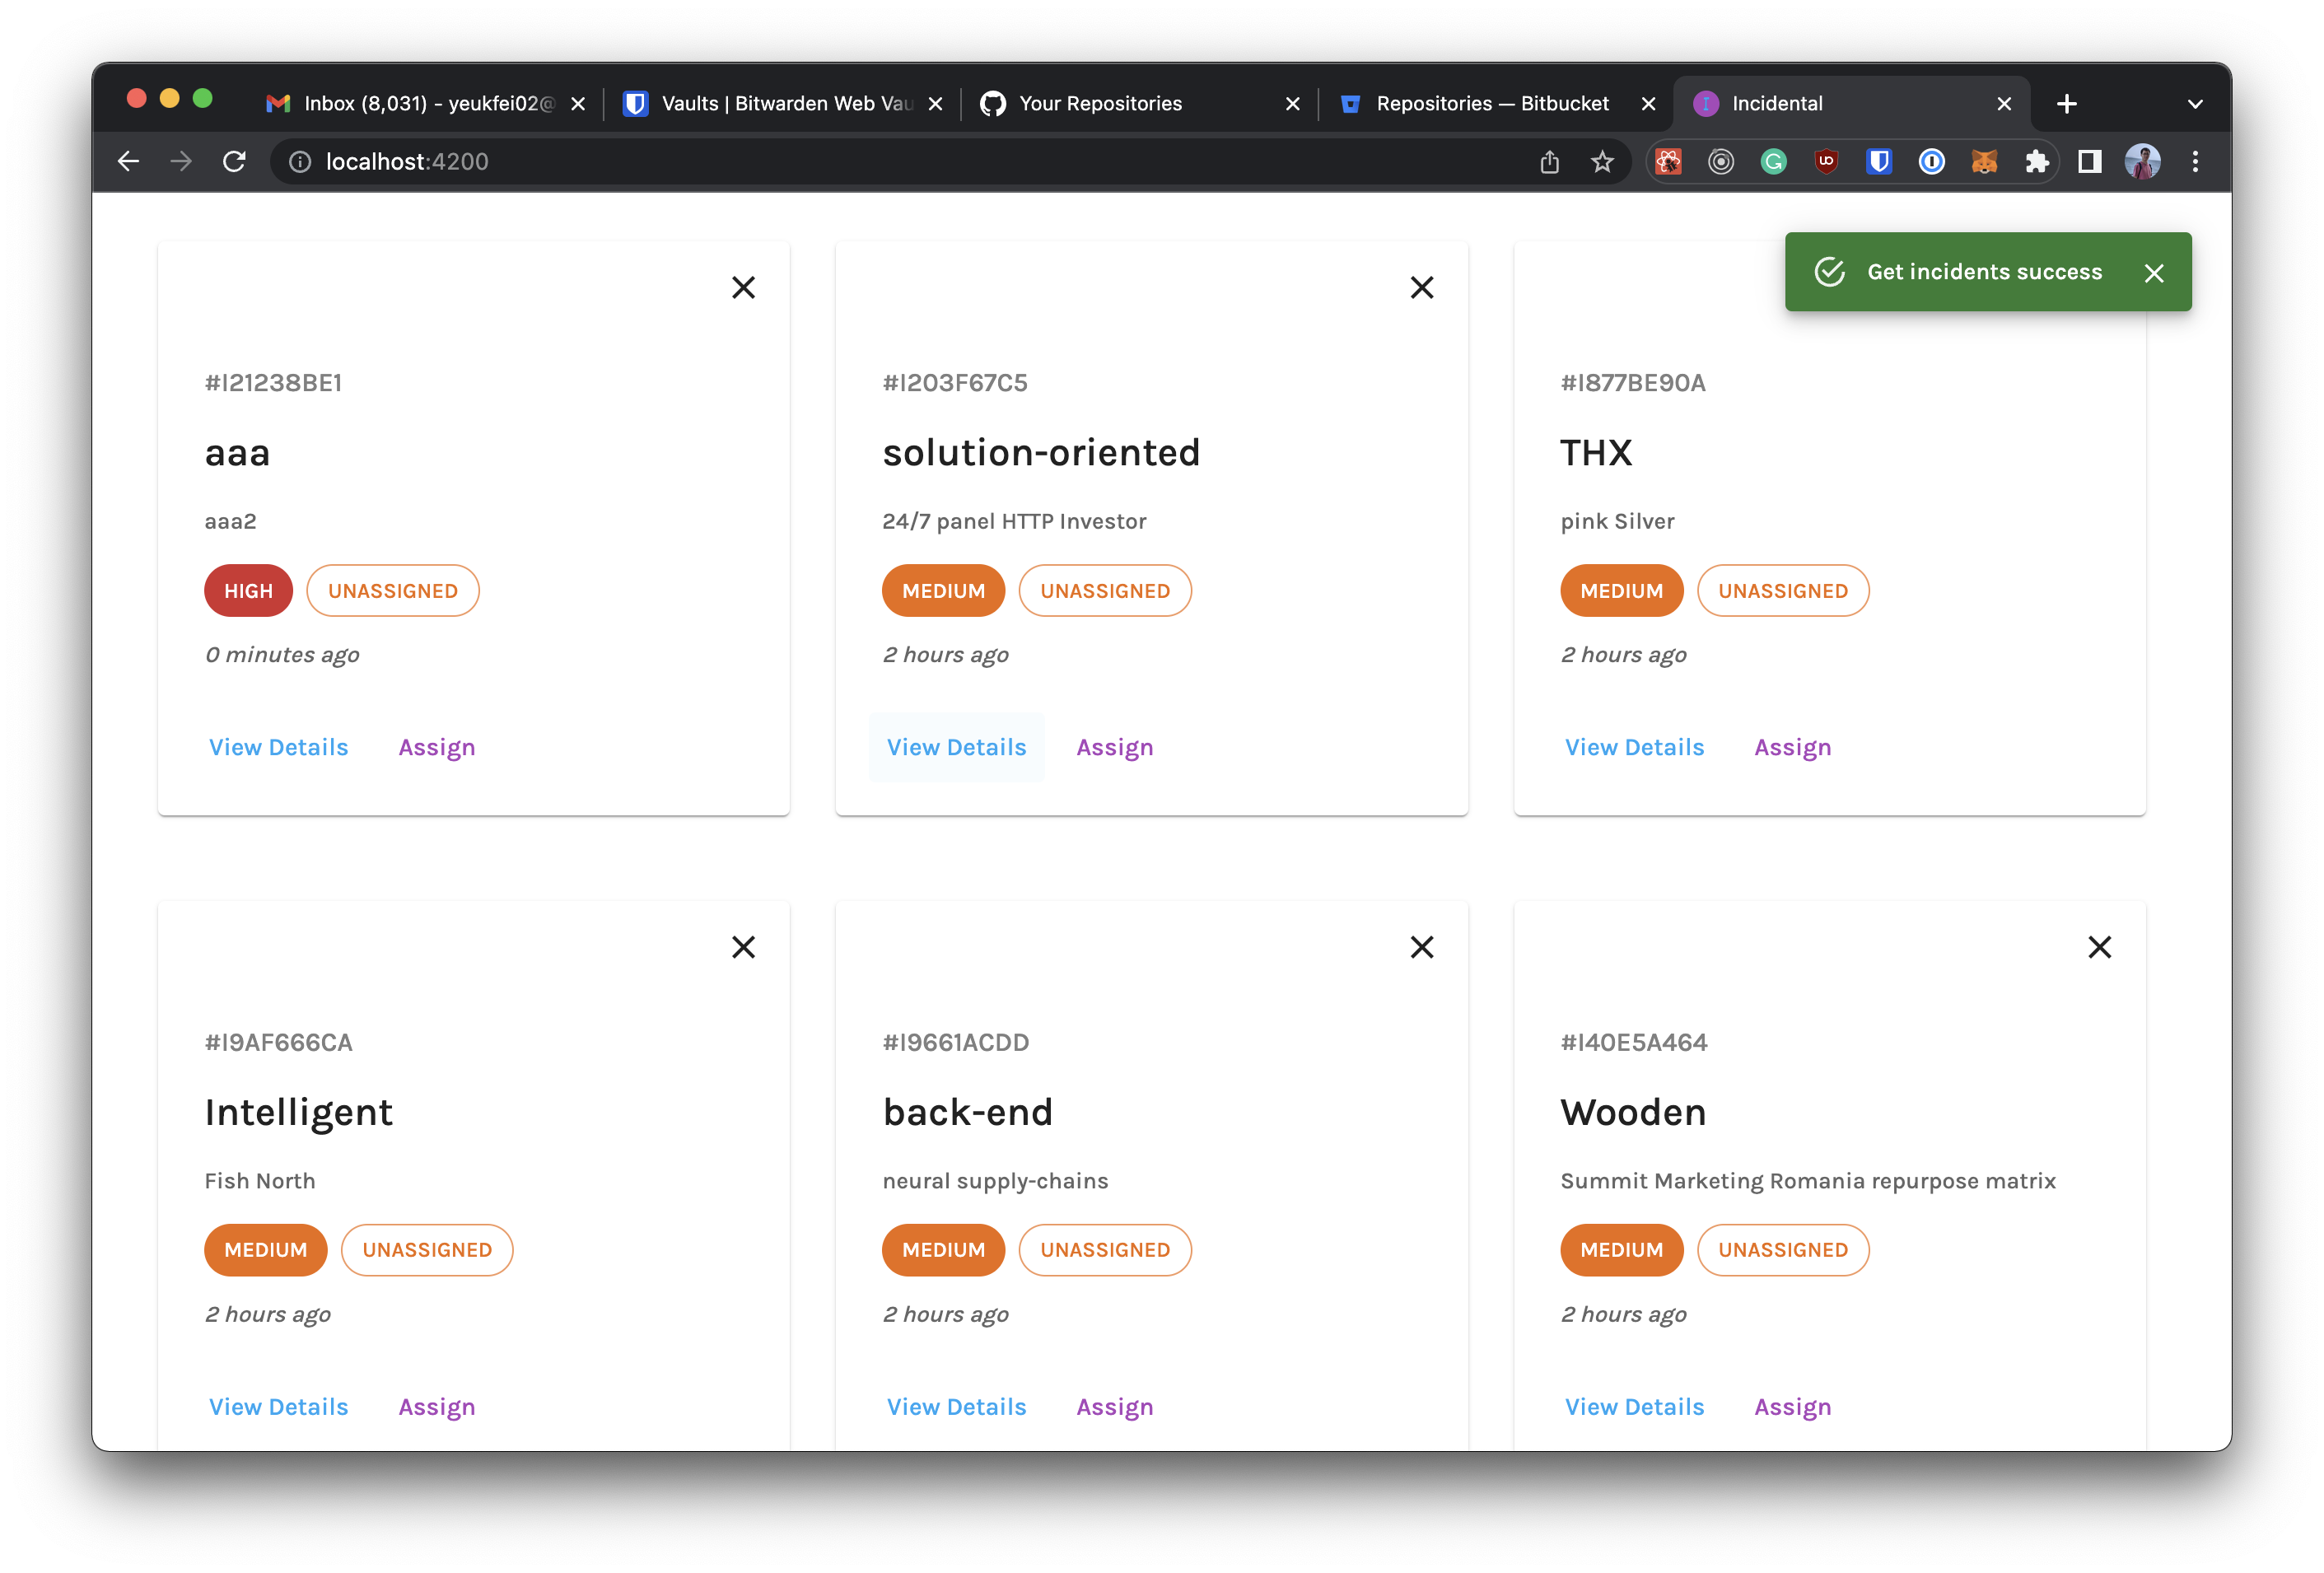 Inbox (8,031) - yeukfei02@
Vaults | Bitwarden Web Vau
Your Repositories
Repositories — Bitbucket
Incidental
localhost:4200
Get incidents success
#I21238BE1
aaa
aaa2
HIGH UNASSIGNED
0 minutes ago
View Details Assign
#I203F67C5
solution-oriented
24/7 panel HTTP Investor
MEDIUM UNASSIGNED
2 hours ago
View Details Assign
#I877BE90A
THX
pink Silver
MEDIUM UNASSIGNED
2 hours ago
View Details Assign
#I9AF666CA
Intelligent
Fish North
MEDIUM UNASSIGNED
2 hours ago
View Details Assign
#I9661ACDD
back-end
neural supply-chains
MEDIUM UNASSIGNED
2 hours ago
View Details Assign
#I40E5A464
Wooden
Summit Marketing Romania repurpose matrix
MEDIUM UNASSIGNED
2 hours ago
View Details Assign